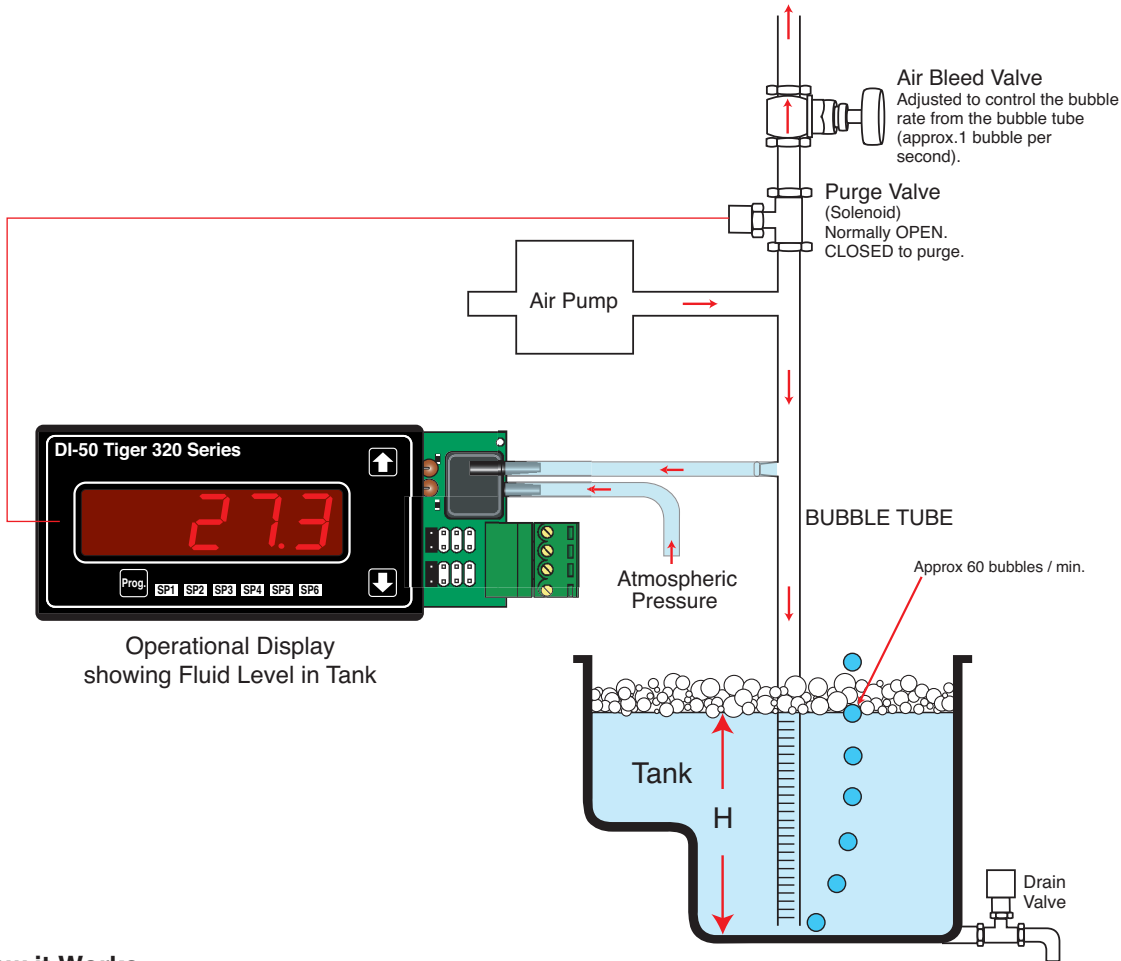 Air Bleed Valve
Adjusted to control the bubble
rate from the bubble tube
(approx.1 bubble per
second).
Purge Valve
(Solenoid)
Normally OPEN.
CLOSED to purge.
Air Pump
DI-50 Tiger 320 Series
27.3
Prog.
SP1 SP2 SP3 SP4 SP5 SP6
Operational Display
showing Fluid Level in Tank
Atmospheric
Pressure
BUBBLE TUBE
Approx 60 bubbles / min.
Tank
H
Drain
Valve
it Works